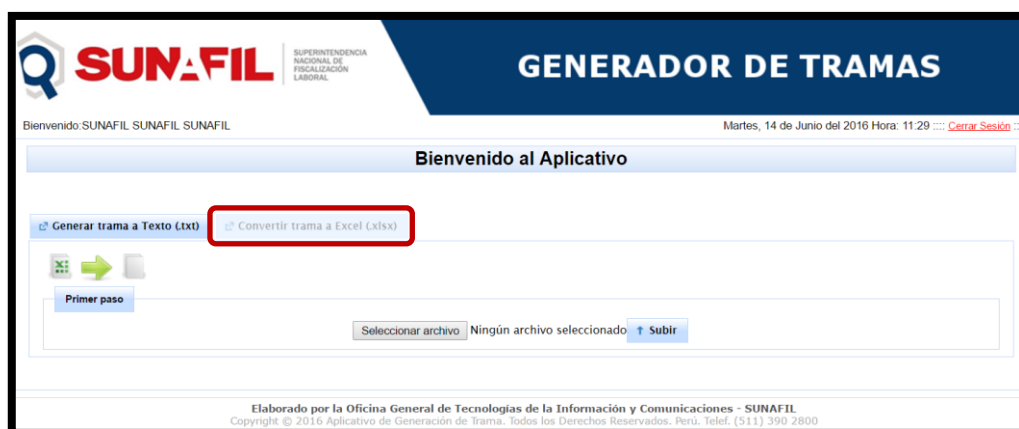 SUNAFIL
SUPERINTENDENCIA
NACIONAL DE
FISCALIZACIÓN
LABORAL
GENERADOR DE TRAMAS
Bienvenido:SUNAFIL SUNAFIL SUNAFIL
Martes, 14 de Junio del 2016 Hora: 11:29 :::: Cerrar Sesión ::
Bienvenido al Aplicativo
Generar trama a Texto (.txt)
Convertir trama a Excel (.xlsx)
Primer paso
Seleccionar archivo Ningún archivo seleccionado Subir
Elaborado por la Oficina General de Tecnologías de la Información y Comunicaciones - SUNAFIL
Copyright © 2016 Aplicativo de Generación de Trama. Todos los Derechos Reservados. Perú. Telef. (511) 390 2800